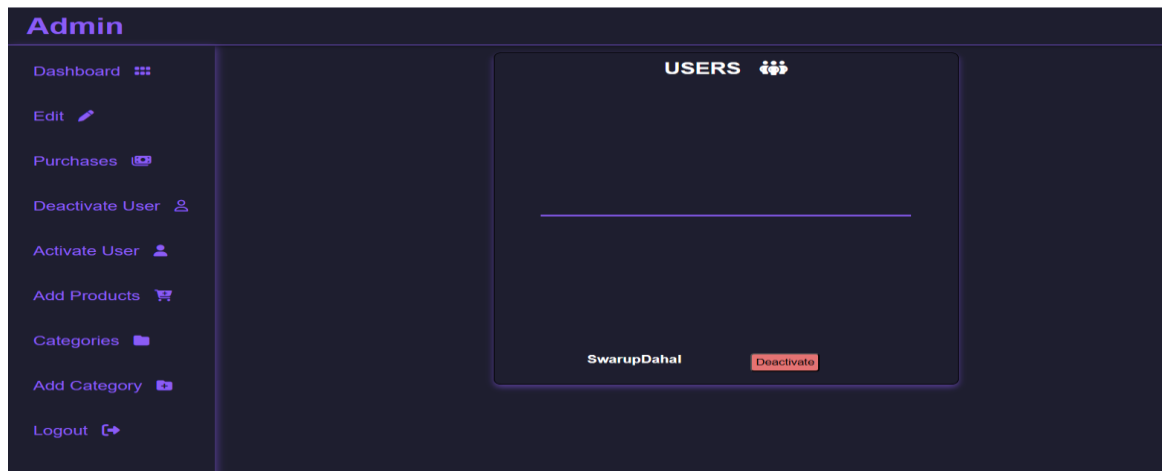 Admin
Dashboard
Edit
Purchases
Deactivate User
Activate User
Add Products
Categories
Add Category
Logout
USERS
SwarupDahal Deactivate